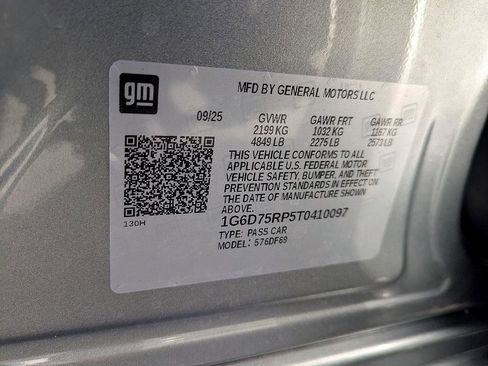 gm
MFD BY GENERAL MOTORS LLC
09/25 GVWR GAWR FRT GAWR RR
2199 KG 1032 KG 1167 KG
4849 LB 2275 LB 2573 LB
THIS VEHICLE CONFORMS TO ALL
APPLICABLE U.S. FEDERAL MOTOR
VEHICLE SAFETY, BUMPER, AND THEFT
PREVENTION STANDARDS IN EFFECT ON
THE DATE OF MANUFACTURE SHOWN
ABOVE.
1G6D75RP5T0410097
TYPE: PASS CAR
MODEL: 576DF69
130H